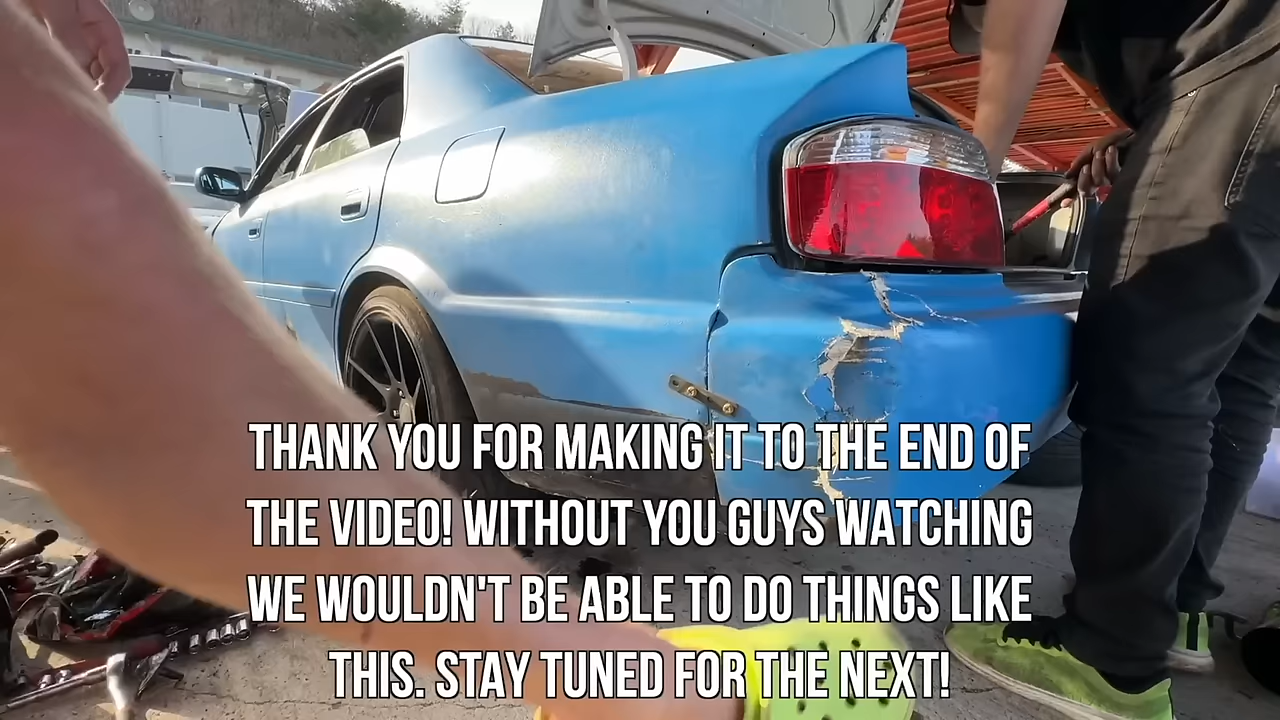 THANK YOU FOR MAKING IT TO THE END OF
THE VIDEO! WITHOUT YOU GUYS WATCHING
WE WOULDN'T BE ABLE TO DO THINGS LIKE
THIS. STAY TUNED FOR THE NEXT!